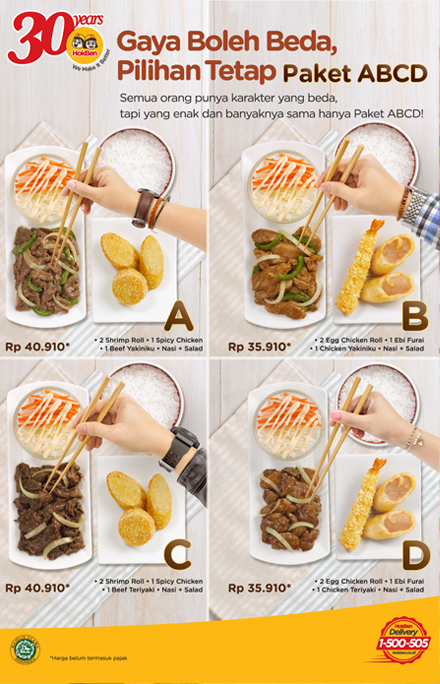 30 years
HokBen
We Make It Better
Gaya Boleh Beda,
Pilihan Tetap Paket ABCD
Semua orang punya karakter yang beda,
tapi yang enak dan banyaknya sama hanya Paket ABCD!
A
Rp 40.910*
• 2 Shrimp Roll • 1 Spicy Chicken
• 1 Beef Yakiniku • Nasi + Salad
B
Rp 35.910*
• 2 Egg Chicken Roll • 1 Ebi Furai
• 1 Chicken Yakiniku • Nasi + Salad
C
Rp 40.910*
• 2 Shrimp Roll • 1 Spicy Chicken
• 1 Beef Teriyaki • Nasi + Salad
D
Rp 35.910*
• 2 Egg Chicken Roll • 1 Ebi Furai
• 1 Chicken Teriyaki • Nasi + Salad
*Harga belum termasuk pajak
HokBen
Delivery
1-500-505
hokben.co.id